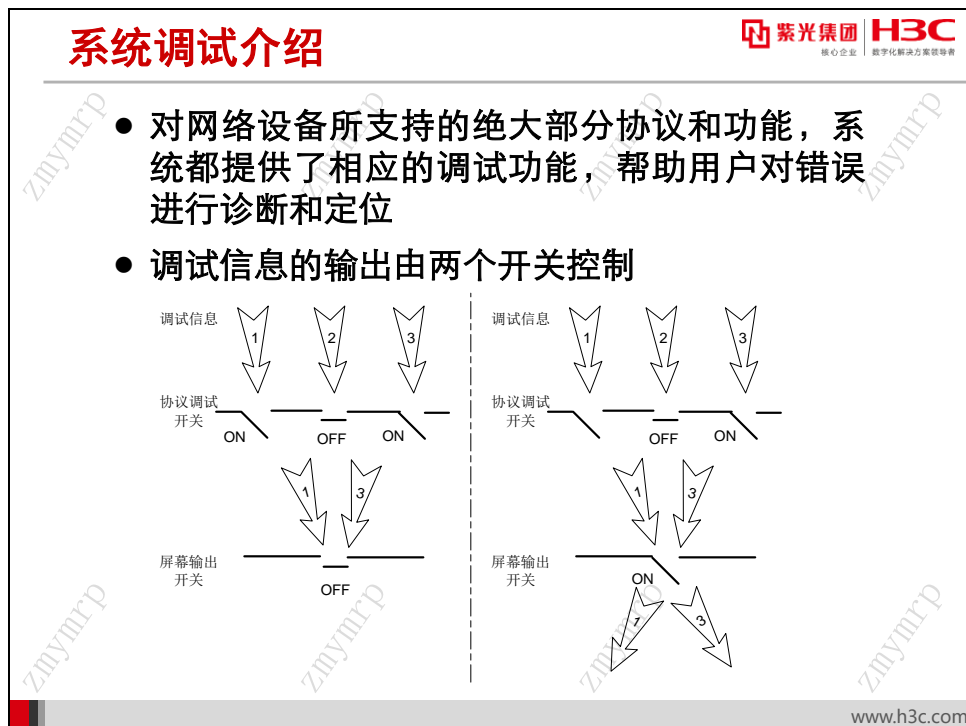 系统调试介绍
紫光集团
核心企业
H3C
数字化解决方案领导者
● 对网络设备所支持的绝大部分协议和功能，系
统都提供了相应的调试功能，帮助用户对错误
进行诊断和定位
● 调试信息的输出由两个开关控制
调试信息
1
2
3
协议调试
开关
ON
OFF
ON
1
3
屏幕输出
开关
OFF
调试信息
1
2
3
协议调试
开关
OFF
ON
1
3
屏幕输出
开关
ON
1
3
zmymrp
zmymrp
zmymrp
zmymrp
zmymrp
zmymrp
zmymrp
zmymrp
www.h3c.com